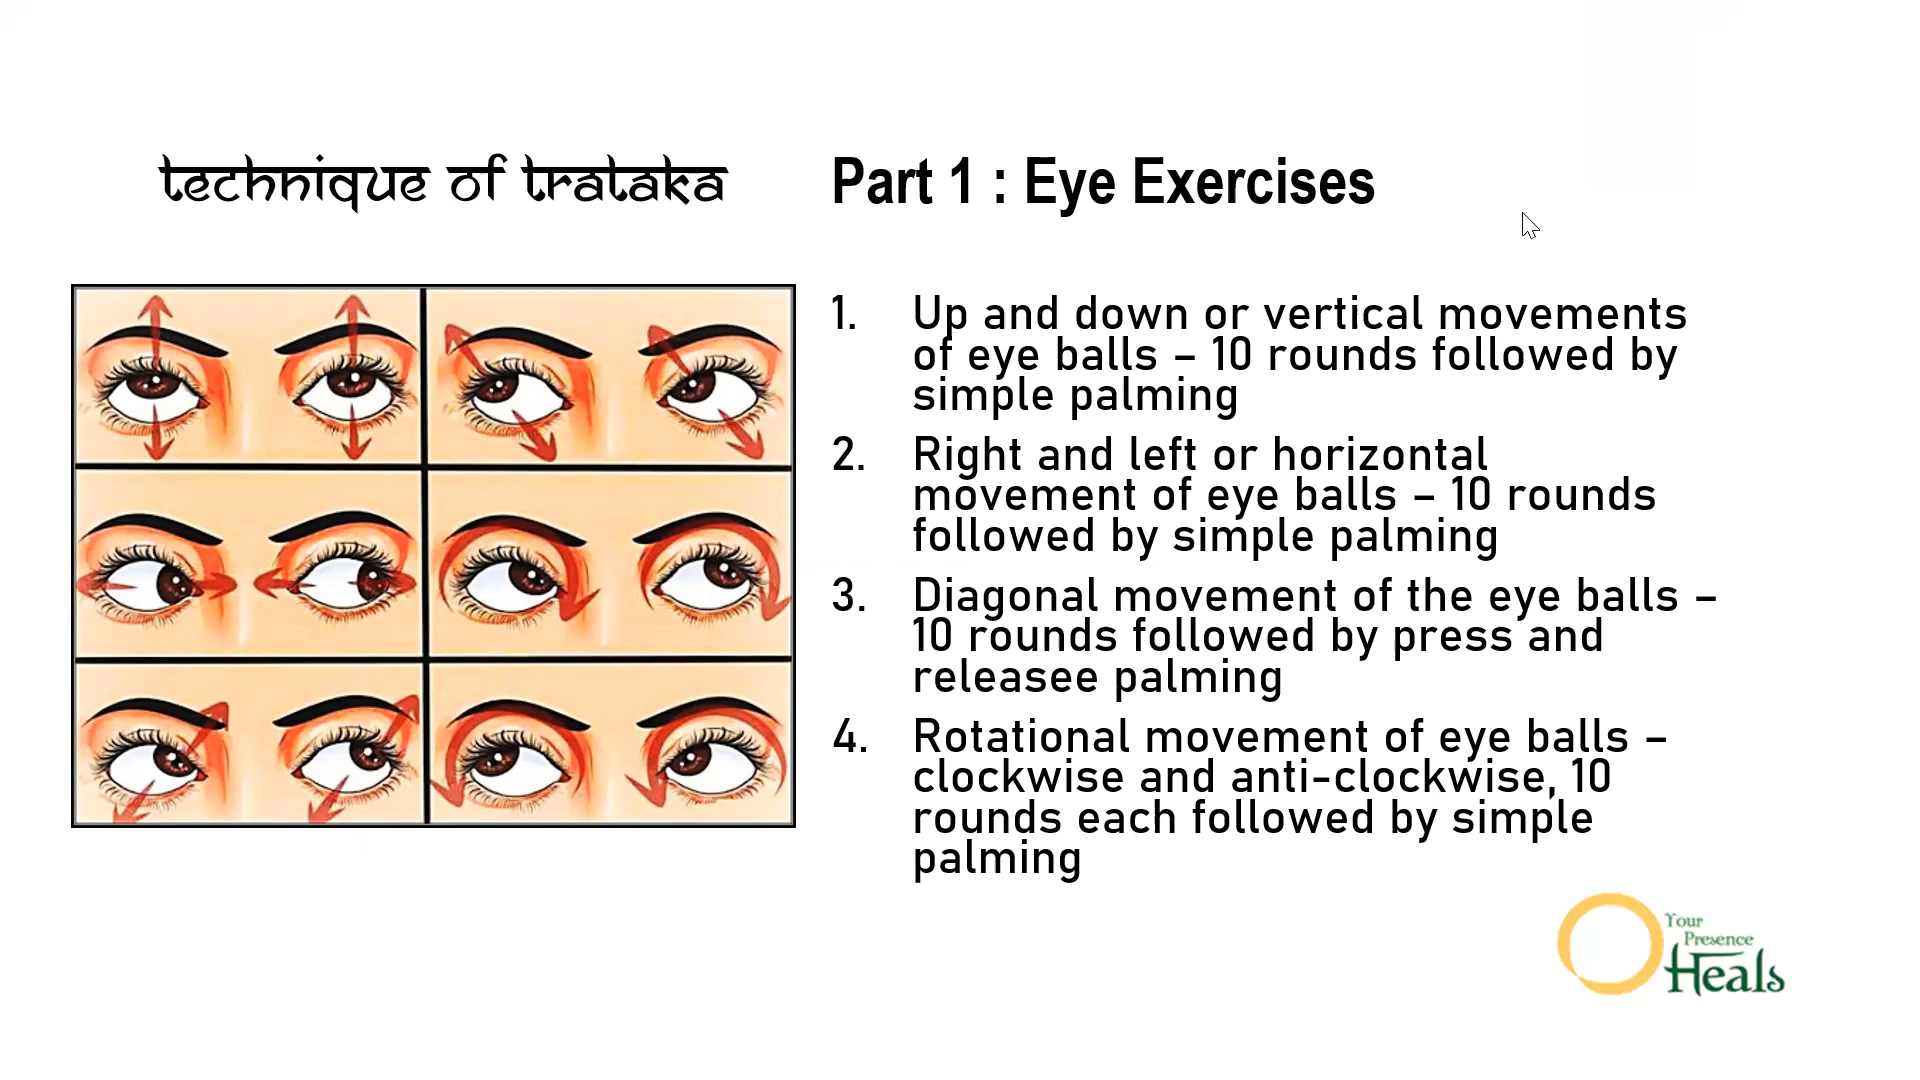 technique of trataka
Part 1 : Eye Exercises
1. Up and down or vertical movements
of eye balls – 10 rounds followed by
simple palming
2. Right and left or horizontal
movement of eye balls – 10 rounds
followed by simple palming
3. Diagonal movement of the eye balls –
10 rounds followed by press and
releasee palming
4. Rotational movement of eye balls –
clockwise and anti-clockwise, 10
rounds each followed by simple
palming
Your
Presence
Heals